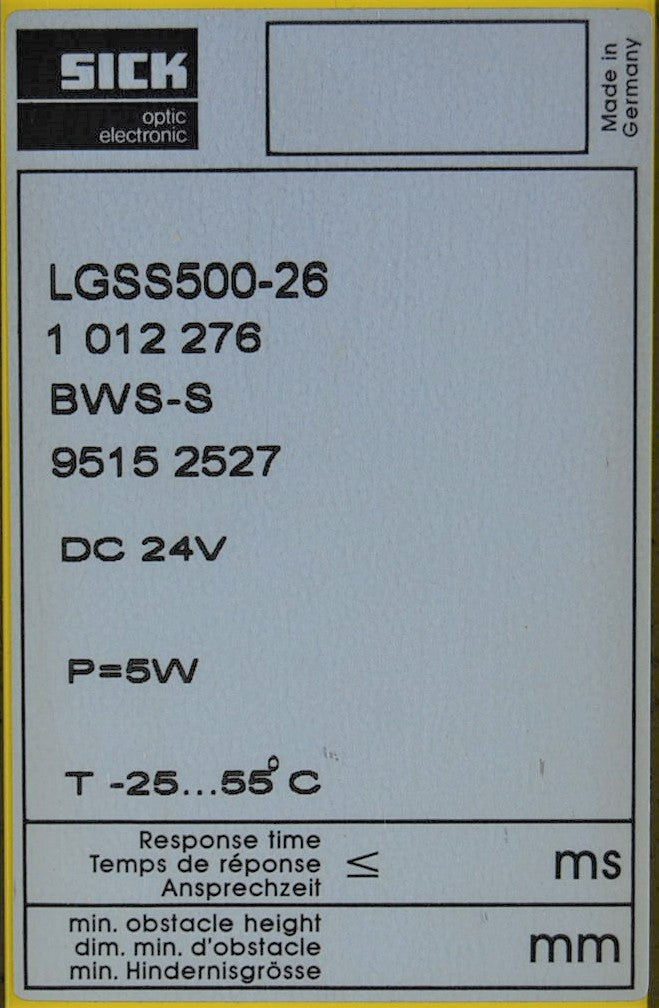 SICK
optic
electronic
Made in
Germany
LGSS500-26
1 012 276
BWS-S
9515 2527
DC 24V
P=5W
T -25...55°C
Response time
Temps de réponse ≤ ms
Ansprechzeit
min. obstacle height
dim. min. d'obstacle mm
min. Hindernisgrösse